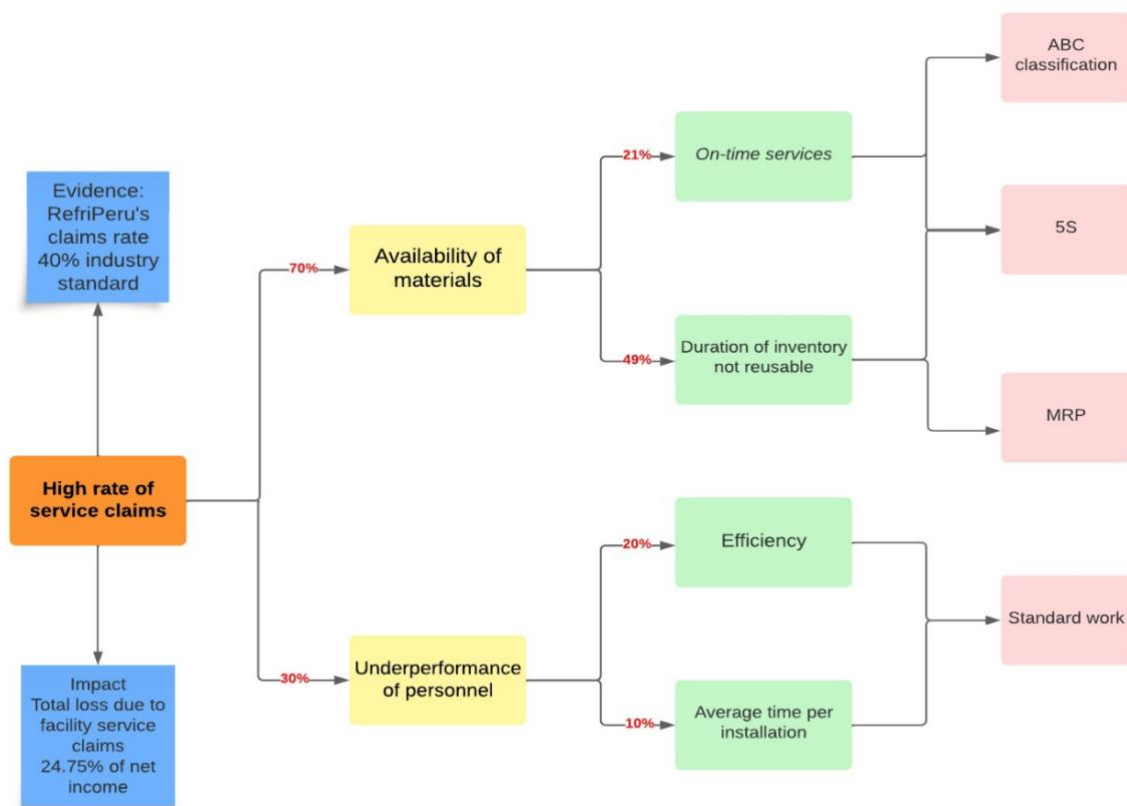 ABC
classification
21%
On-time services
Evidence:
RefriPeru's
claims rate
40% industry
standard
5S
70%
Availability of
materials
49%
Duration of inventory
not reusable
MRP
High rate of
service claims
20%
Efficiency
Standard work
30%
Underperformance
of personnel
10%
Average time per
installation
Impact
Total loss due to
facility service
claims
24.75% of net
income